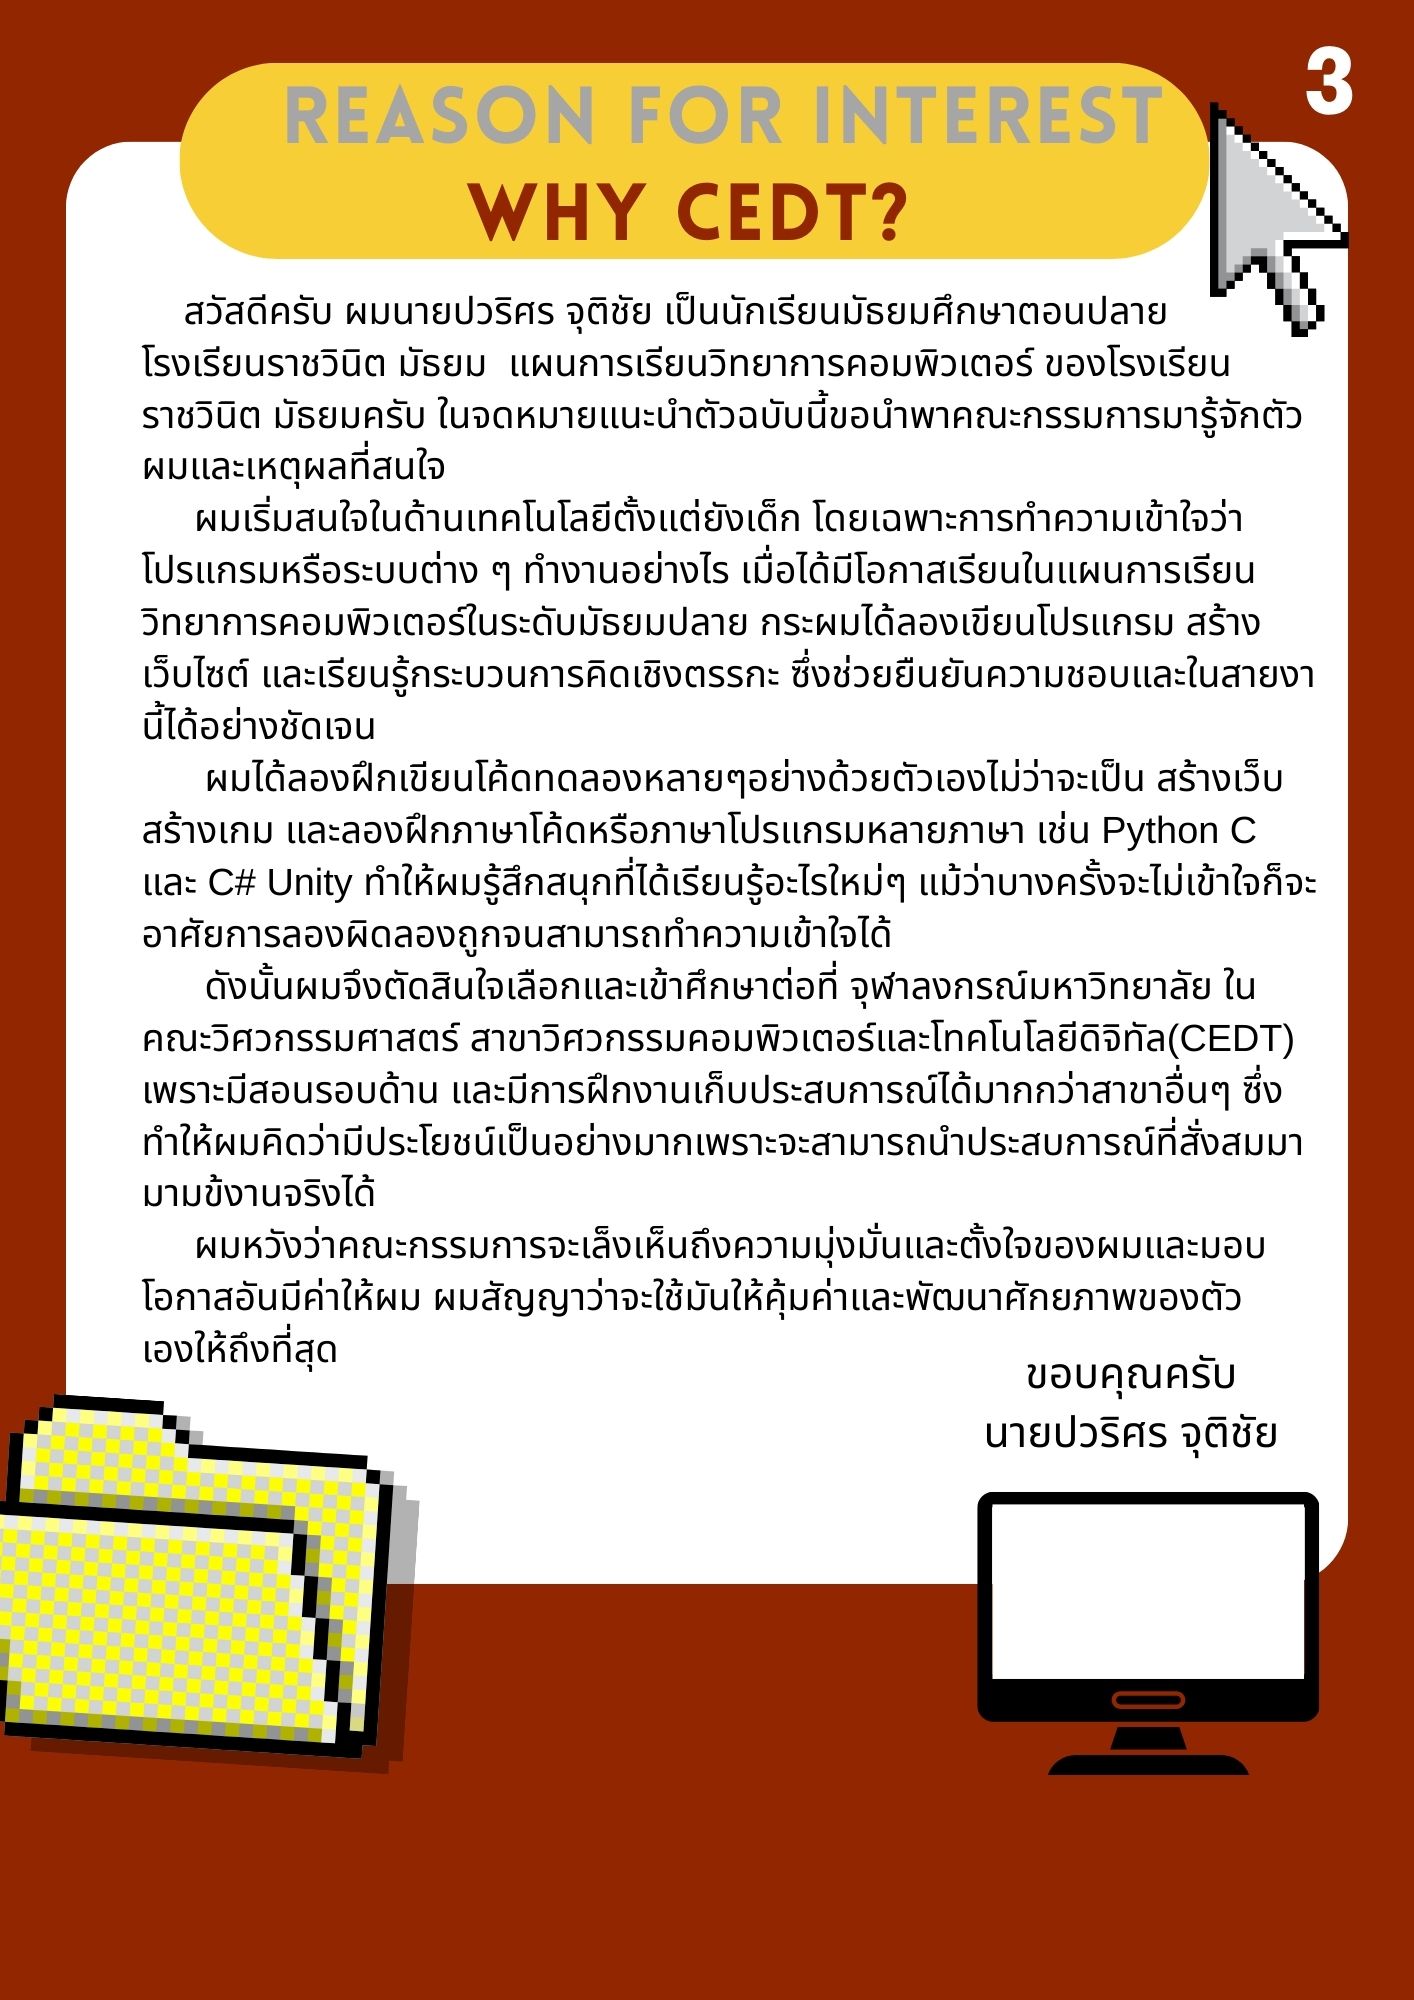 3
REASON FOR INTEREST
WHY CEDT?
สวัสดีครับ ผมนายปวริศร จุติชัย เป็นนักเรียนมัธยมศึกษาตอนปลาย
โรงเรียนราชวินิต มัธยม แผนการเรียนวิทยาการคอมพิวเตอร์ ของโรงเรียน
ราชวินิต มัธยมครับ ในจดหมายแนะนำตัวฉบับนี้ขอนำพาคณะกรรมการมารู้จักตัว
ผมและเหตุผลที่สนใจ
ผมเริ่มสนใจในด้านเทคโนโลยีตั้งแต่ยังเด็ก โดยเฉพาะการทำความเข้าใจว่า
โปรแกรมหรือระบบต่าง ๆ ทำงานอย่างไร เมื่อได้มีโอกาสเรียนในแผนการเรียน
วิทยาการคอมพิวเตอร์ในระดับมัธยมปลาย กระผมได้ลองเขียนโปรแกรม สร้าง
เว็บไซต์ และเรียนรู้กระบวนการคิดเชิงตรรกะ ซึ่งช่วยยืนยันความชอบและในสายงา
นี้ได้อย่างชัดเจน
ผมได้ลองฝึกเขียนโค้ดทดลองหลายๆอย่างด้วยตัวเองไม่ว่าจะเป็น สร้างเว็บ
สร้างเกม และลองฝึกภาษาโค้ดหรือภาษาโปรแกรมหลายภาษา เช่น Python C
และ C# Unity ทำให้ผมรู้สึกสนุกที่ได้เรียนรู้อะไรใหม่ๆ แม้ว่าบางครั้งจะไม่เข้าใจก็จะ
อาศัยการลองผิดลองถูกจนสามารถทำความเข้าใจได้
ดังนั้นผมจึงตัดสินใจเลือกและเข้าศึกษาต่อที่ จุฬาลงกรณ์มหาวิทยาลัย ใน
คณะวิศวกรรมศาสตร์ สาขาวิศวกรรมคอมพิวเตอร์และโทคโนโลยีดิจิทัล(CEDT)
เพราะมีสอนรอบด้าน และมีการฝึกงานเก็บประสบการณ์ได้มากกว่าสาขาอื่นๆ ซึ่ง
ทำให้ผมคิดว่ามีประโยชน์เป็นอย่างมากเพราะจะสามารถนำประสบการณ์ที่สั่งสมมา
มามข้งานจริงได้
ผมหวังว่าคณะกรรมการจะเล็งเห็นถึงความมุ่งมั่นและตั้งใจของผมและมอบ
โอกาสอันมีค่าให้ผม ผมสัญญาว่าจะใช้มันให้คุ้มค่าและพัฒนาศักยภาพของตัว
เองให้ถึงที่สุด
ขอบคุณครับ
นายปวริศร จุติชัย